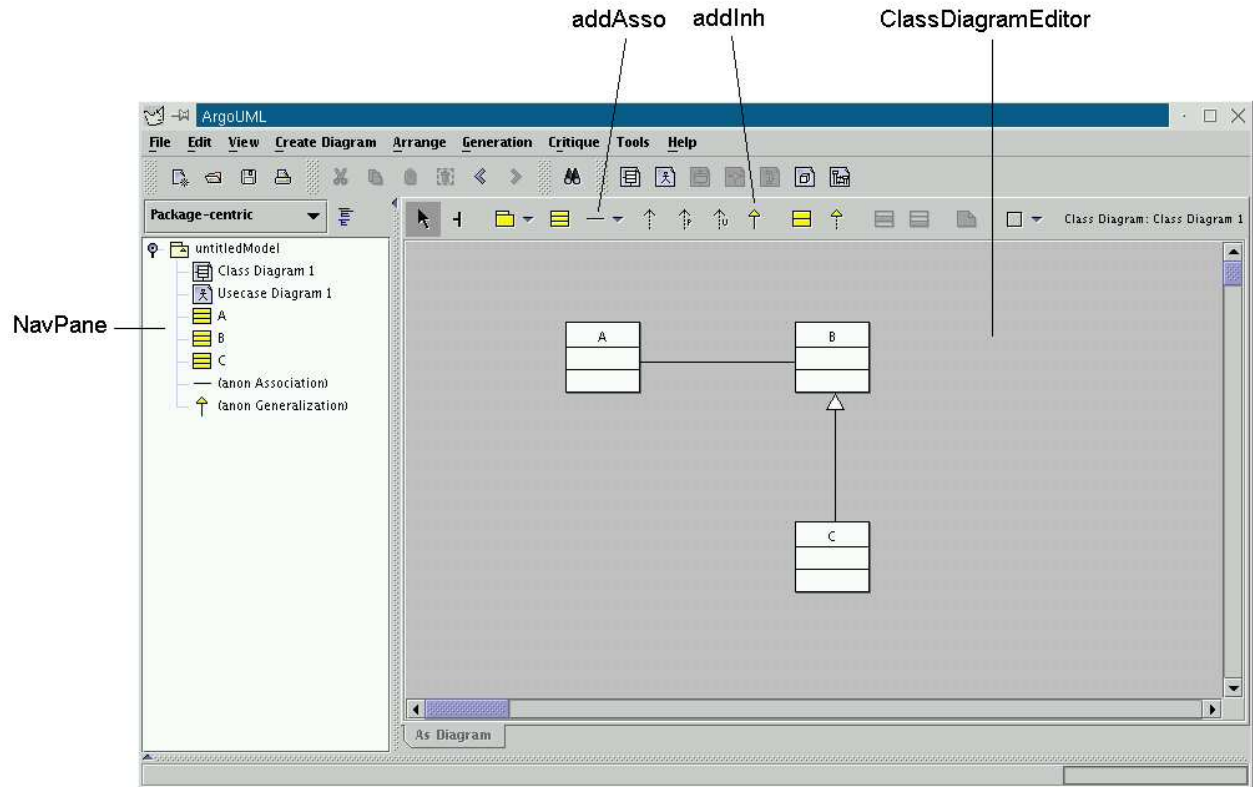 addAsso addInh ClassDiagramEditor
ArgoUML
File Edit View Create Diagram Arrange Generation Critique Tools Help
Package-centric
Class Diagram: Class Diagram 1
untitledModel
Class Diagram 1
Usecase Diagram 1
A
B
C
(anon Association)
(anon Generalization)
NavPane
A B
C
As Diagram